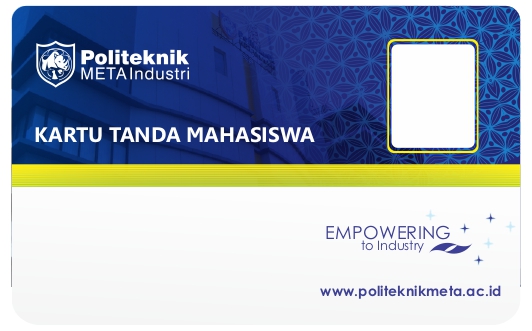 Politeknik
META Industri
KARTU TANDA MAHASISWA
EMPOWERING
to Industry
www.politeknikmeta.ac.id